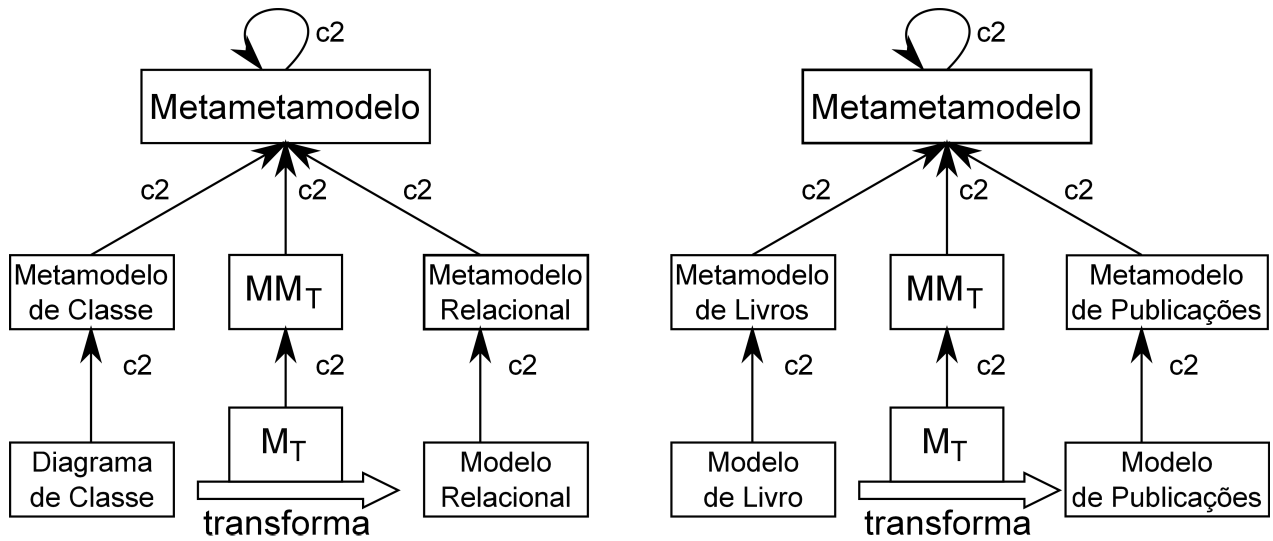 c2
Metametamodelo
c2
c2
c2
Metamodelo
de Classe
MMT
Metamodelo
Relacional
c2
c2
c2
Diagrama
de Classe
MT
Modelo
Relacional
transforma
c2
Metametamodelo
c2
c2
c2
Metamodelo
de Livros
MMT
Metamodelo
de Publicações
c2
c2
c2
Modelo
de Livro
MT
Modelo
de Publicações
transforma